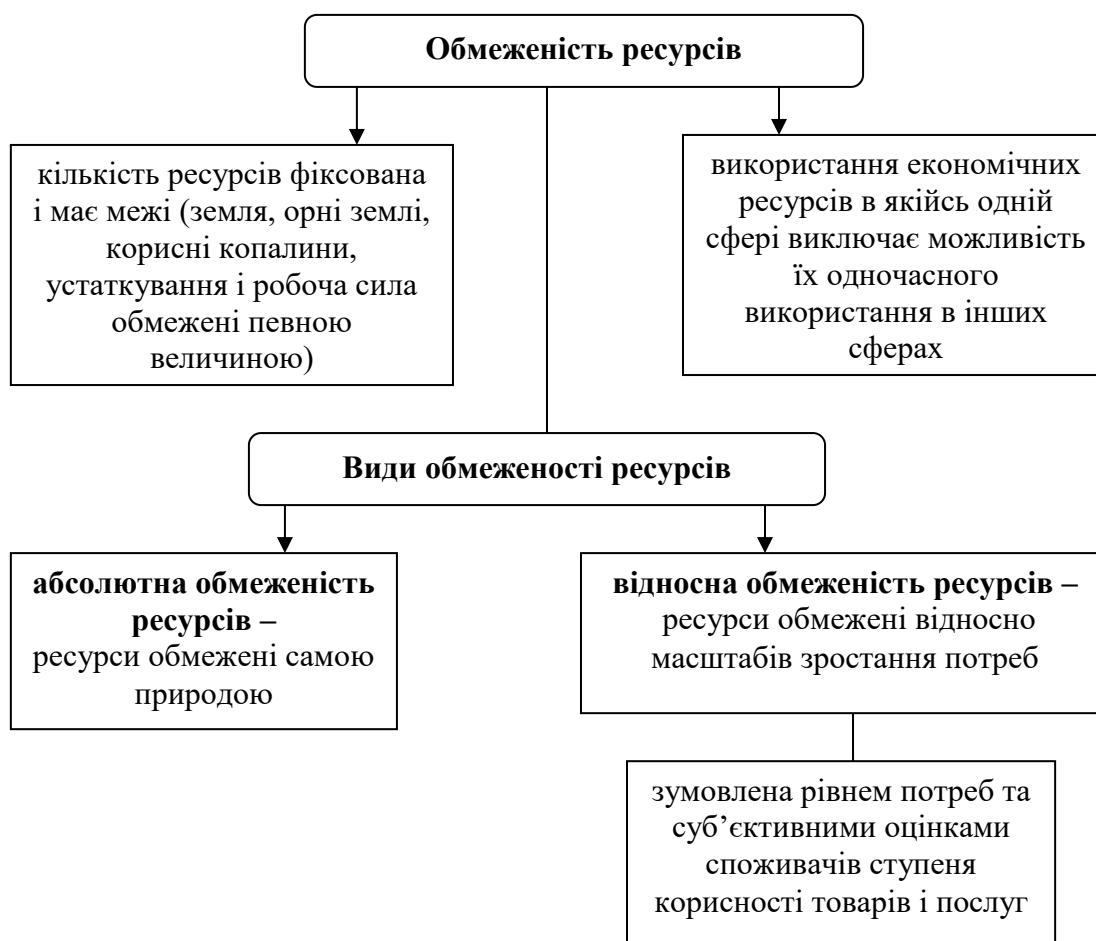 Обмеженість ресурсів
кількість ресурсів фіксована
і має межі (земля, орні землі,
корисні копалини,
устаткування і робоча сила
обмежені певною
величиною)
використання економічних
ресурсів в якійсь одній
сфері виключає можливість
їх одночасного
використання в інших
сферах
Види обмеженості ресурсів
абсолютна обмеженість
ресурсів –
ресурси обмежені самою
природою
відносна обмеженість ресурсів –
ресурси обмежені відносно
масштабів зростання потреб
зумовлена рівнем потреб та
суб’єктивними оцінками
споживачів ступеня
корисності товарів і послуг